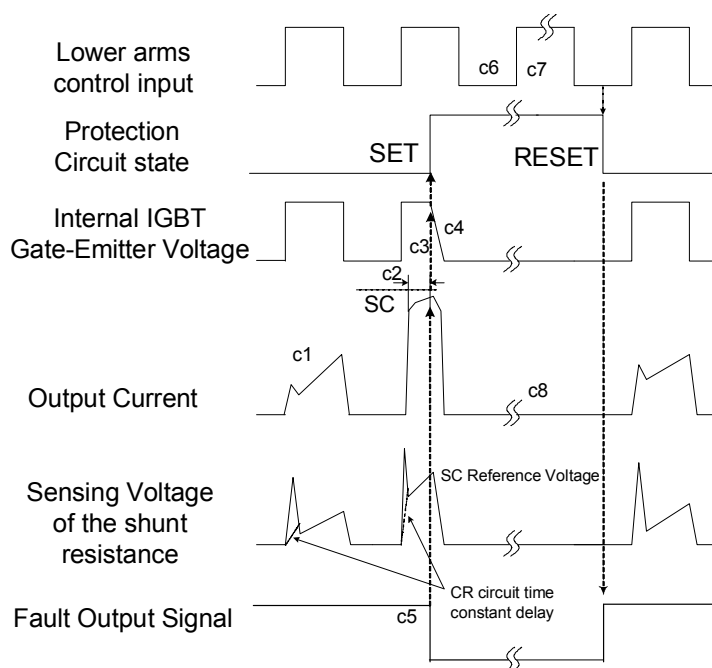 Lower arms
control input
c6
c7
Protection
Circuit state
SET
RESET
Internal IGBT
Gate-Emitter Voltage
c4
c3
c2
SC
c1
Output Current
c8
SC Reference Voltage
Sensing Voltage
of the shunt
resistance
CR circuit time
constant delay
Fault Output Signal
c5